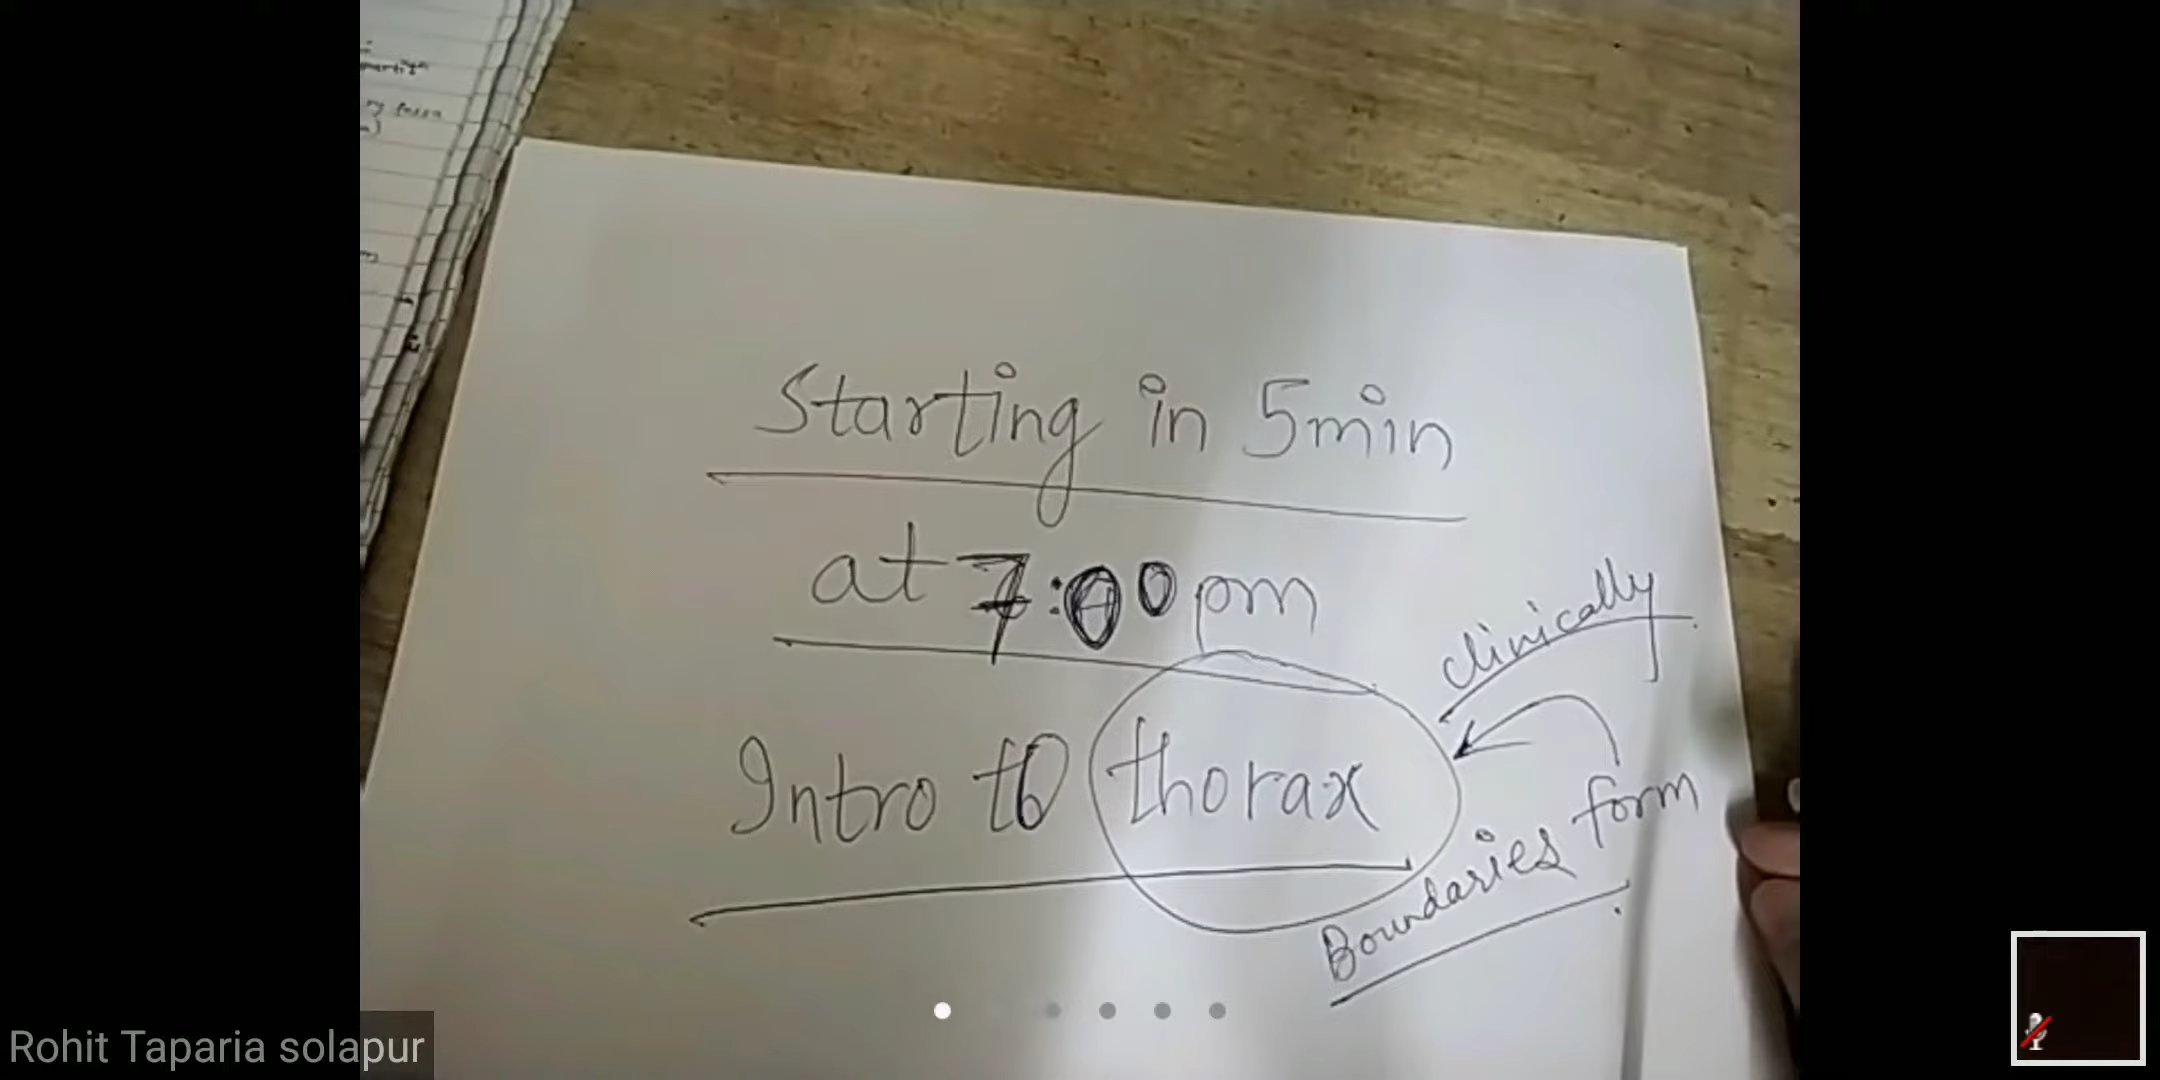 Starting in 5min
at 7:00 pm
Intro to thorax
clinically
Boundaries form
Rohit Taparia solapur